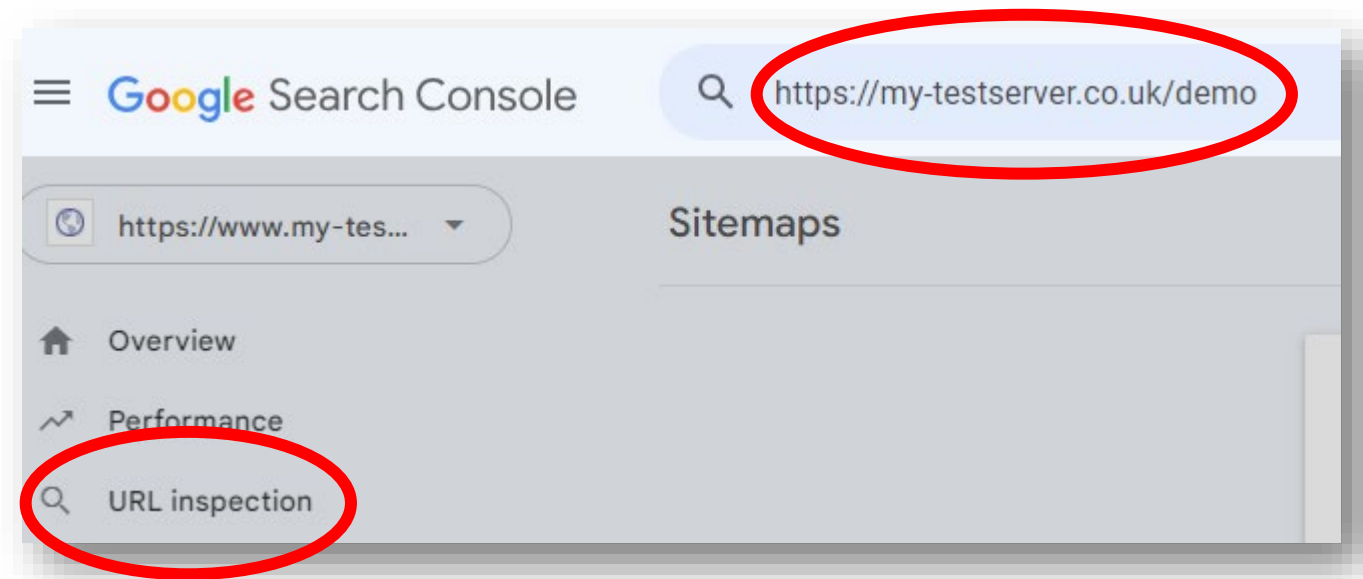 Google Search Console
https://my-testserver.co.uk/demo
https://www.my-tes...
Sitemaps
Overview
Performance
URL inspection